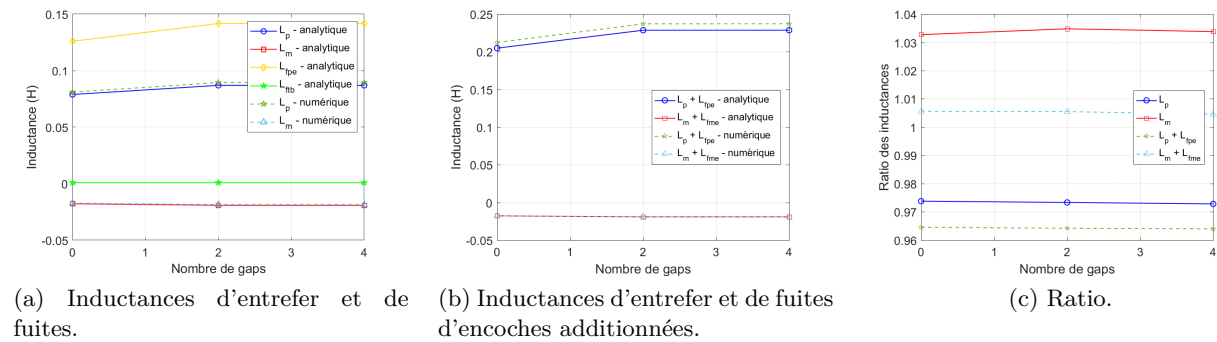 0.15
0.1
0.05
0
-0.05
Inductance (H)
0
1
2
3
4
Nombre de gaps
L_p - analytique
L_m - analytique
L_fpe - analytique
L_ftb - analytique
L_p - numérique
L_m - numérique
(a) Inductances d'entrefer et de
fuites.
0.25
0.2
0.15
0.1
0.05
0
-0.05
Inductance (H)
0
1
2
3
4
Nombre de gaps
L_p + L_fpe - analytique
L_m + L_fme - analytique
L_p + L_fpe - numèrique
L_m + L_fme - numèrique
(b) Inductances d'entrefer et de fuites
d'encoches additionnées.
1.04
1.03
1.02
1.01
1
0.99
0.98
0.97
0.96
Ratio des inductances
0
1
2
3
4
Nombre de gaps
L_p
L_m
L_p + L_fpe
L_m + L_fme
(c) Ratio.